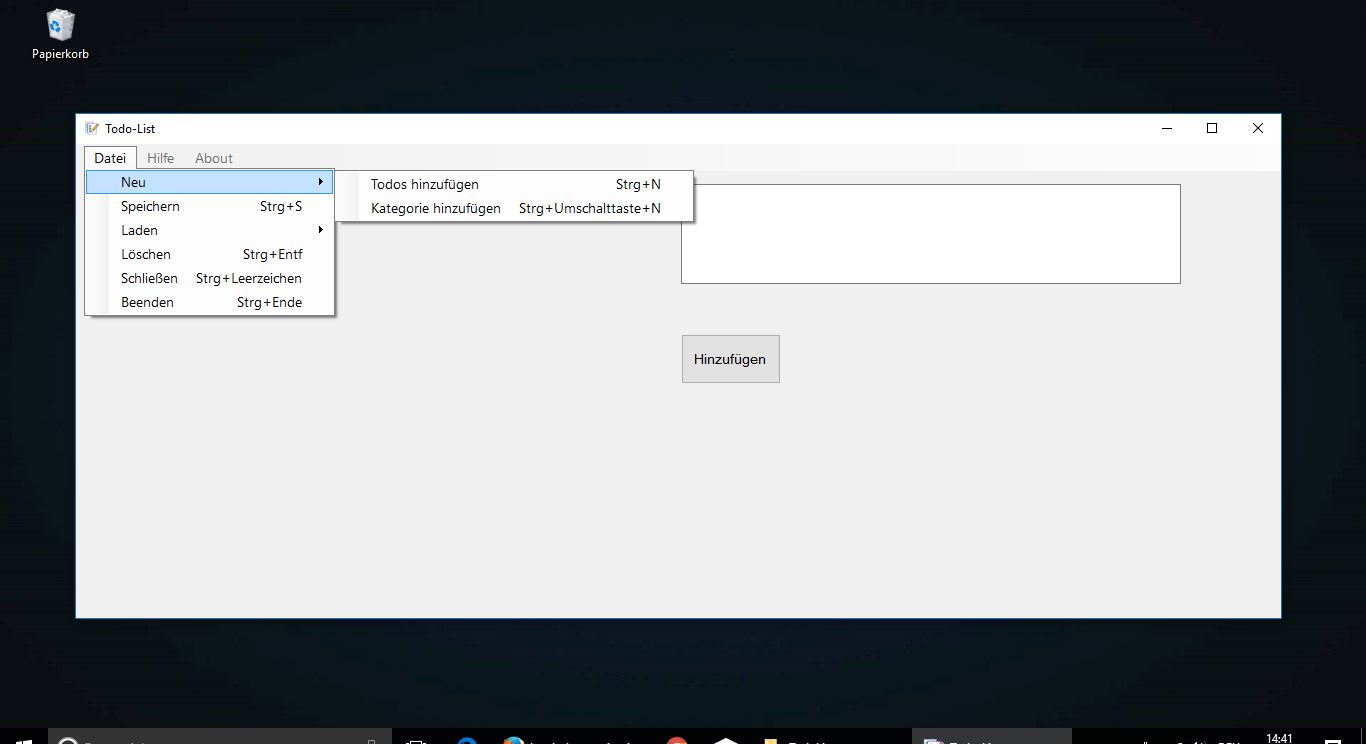 Papierkorb
Todo-List
Datei Hilfe About
Neu
Todos hinzufügen Strg+N
Speichern Strg+S
Kategorie hinzufügen Strg+Umschalttaste+N
Laden
Löschen Strg+Entf
Schließen Strg+Leerzeichen
Beenden Strg+Ende
Hinzufügen
14:41